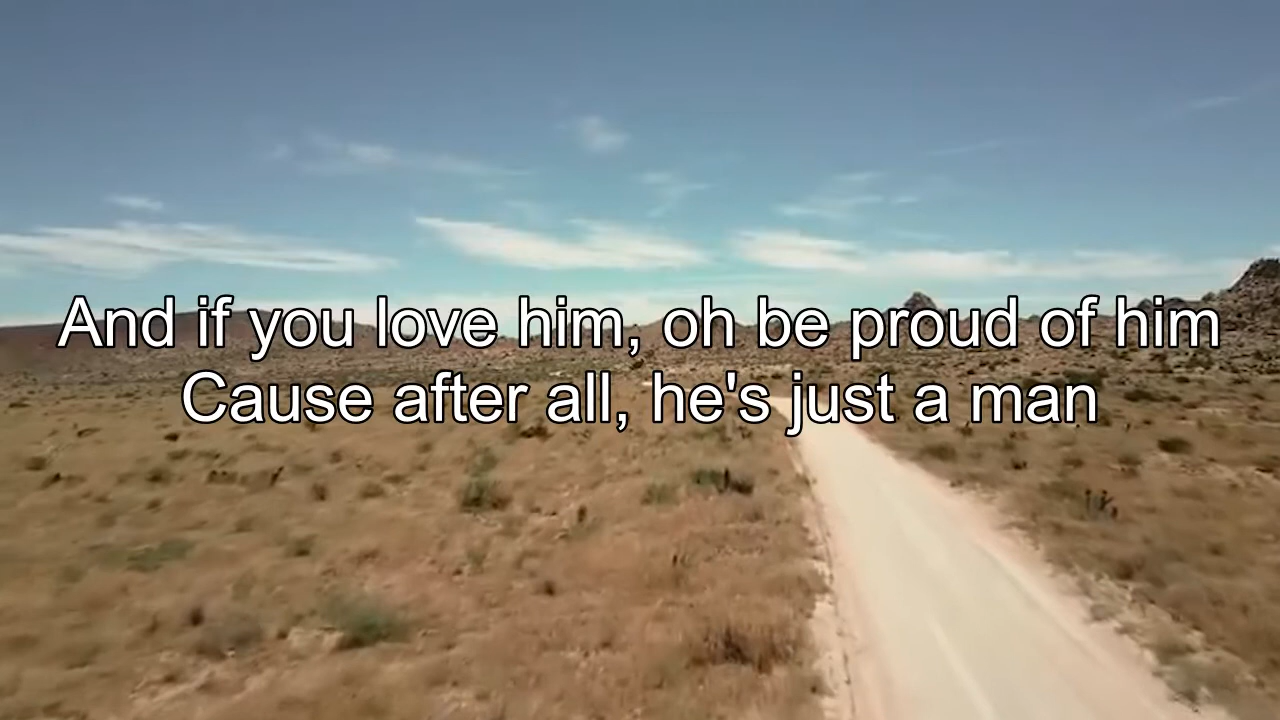 And if you love him, oh be proud of him
Cause after all, he's just a man